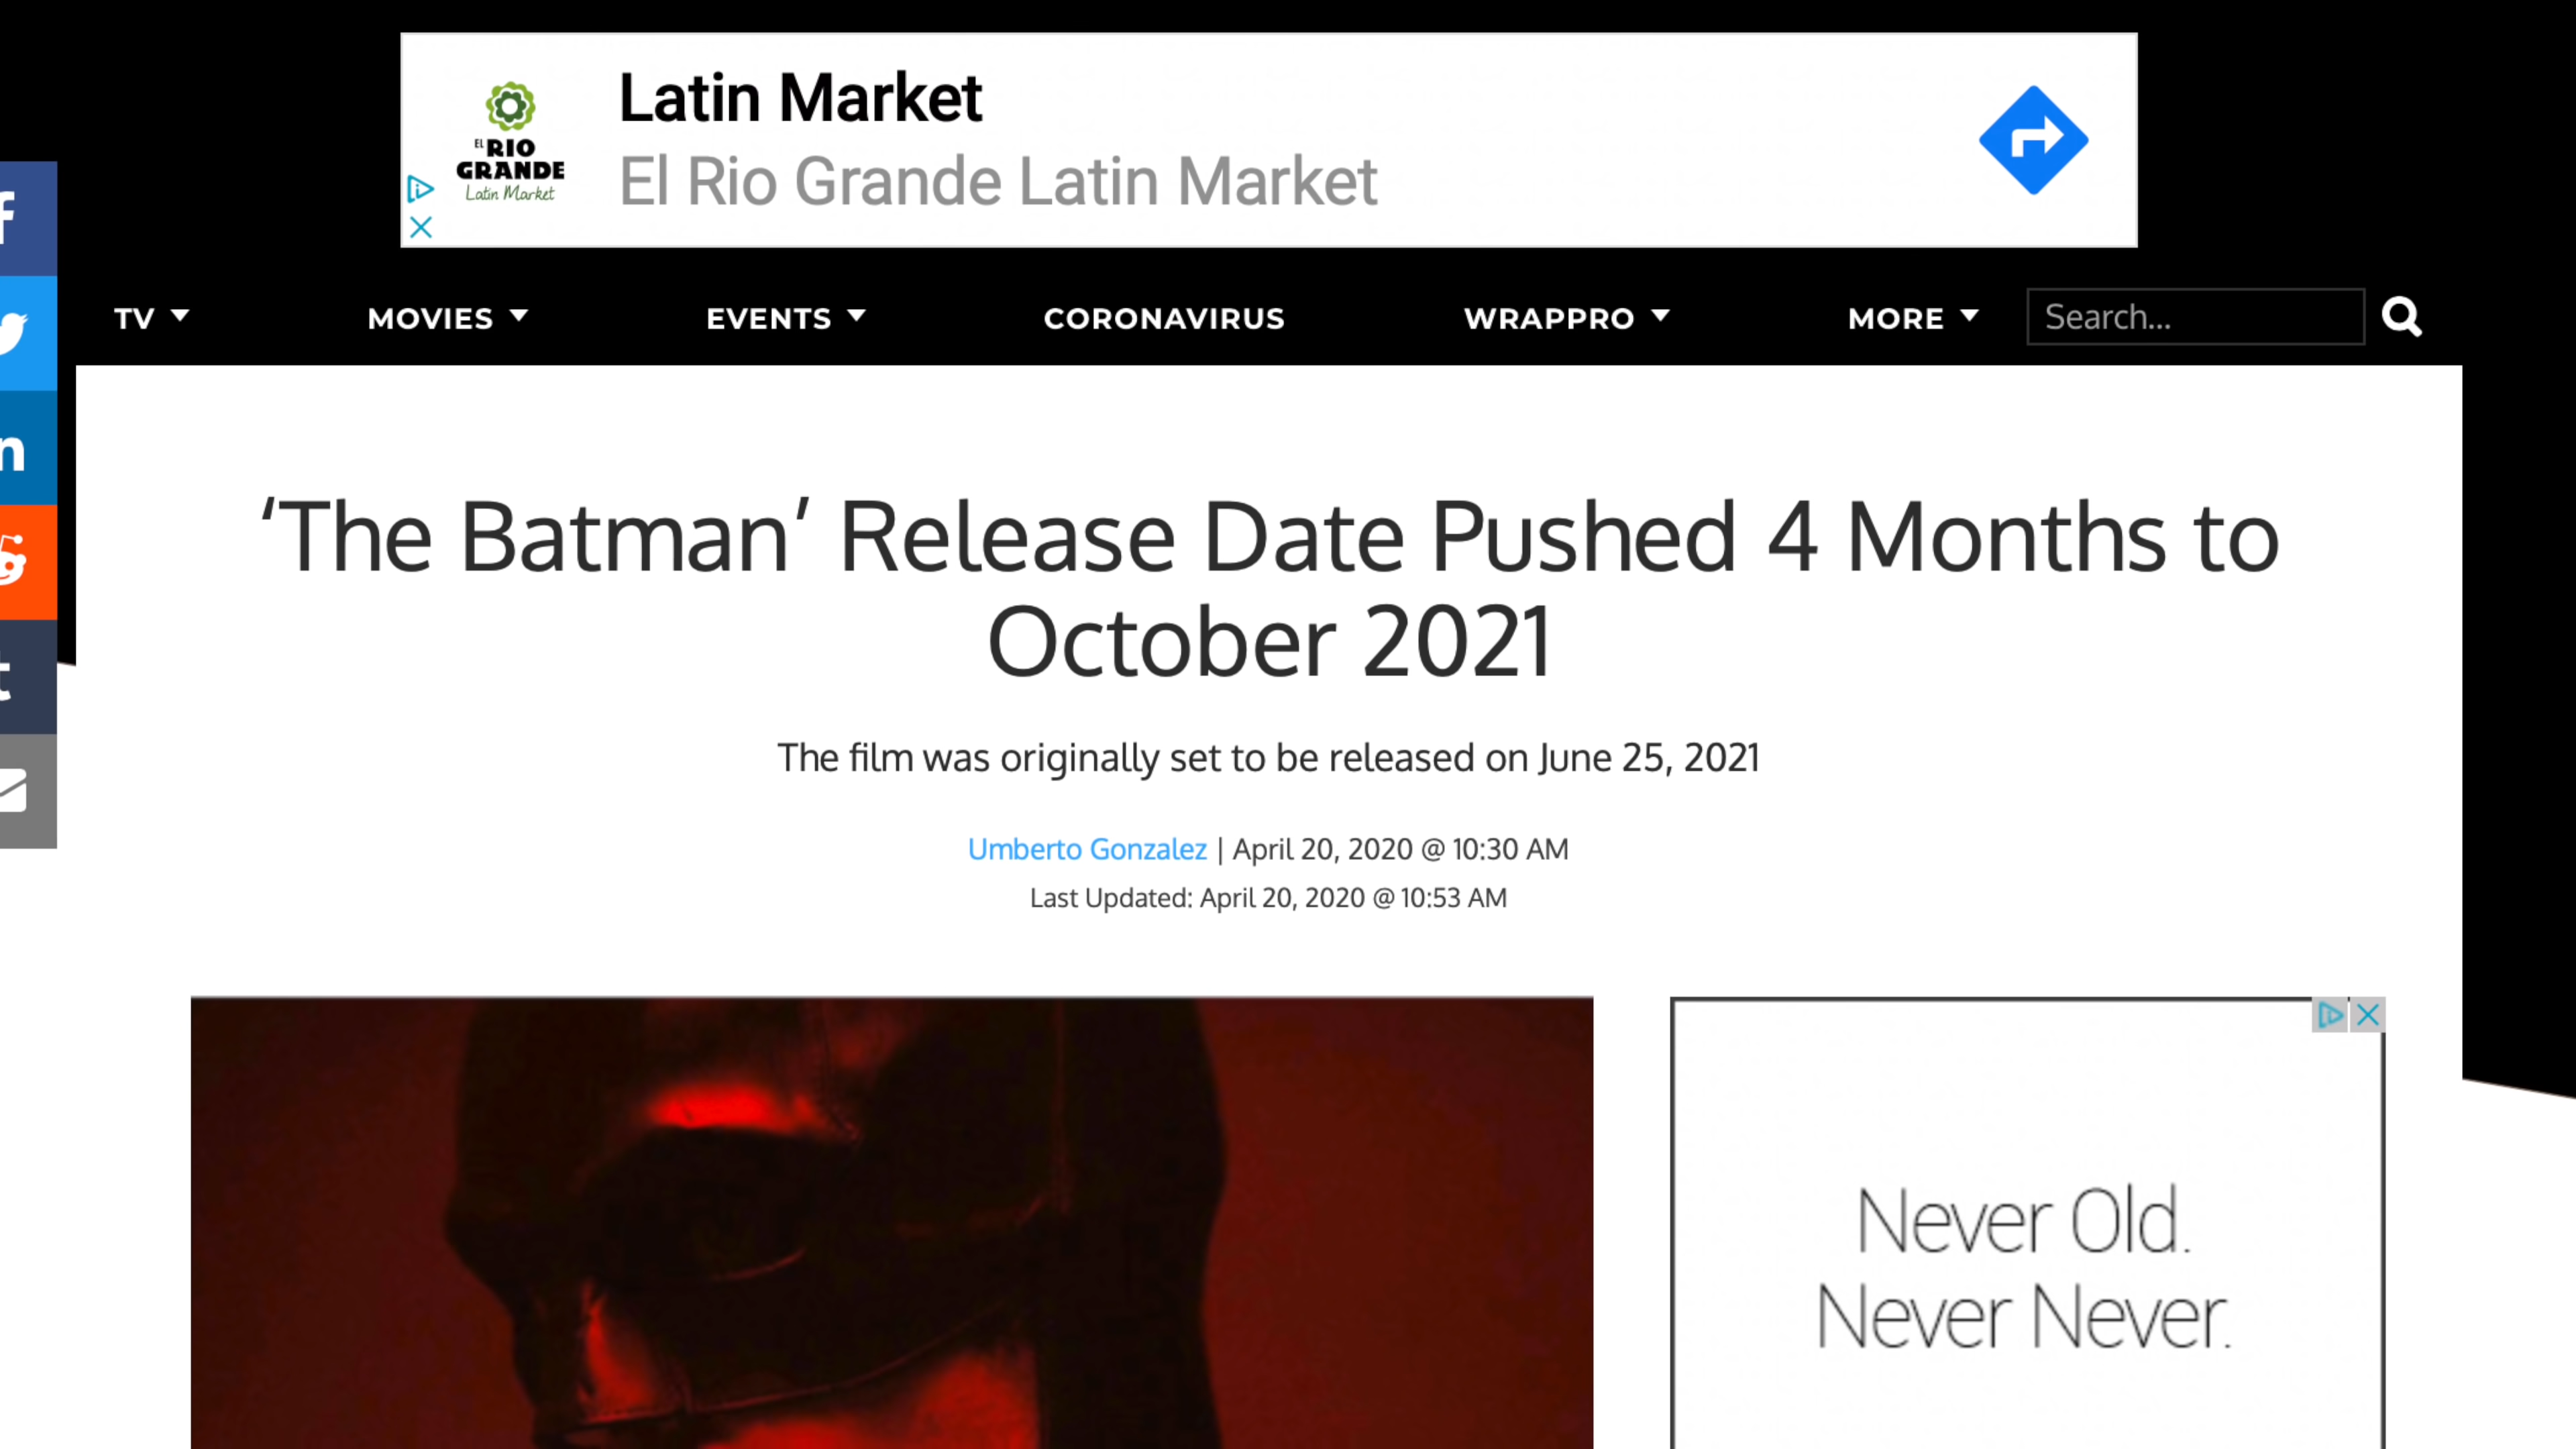 Latin Market
EL RIO
GRANDE
Latin Market
El Rio Grande Latin Market
TV
MOVIES
EVENTS
CORONAVIRUS
WRAPPRO
MORE
Search...
‘The Batman’ Release Date Pushed 4 Months to
October 2021
The film was originally set to be released on June 25, 2021
Umberto Gonzalez | April 20, 2020 @ 10:30 AM
Last Updated: April 20, 2020 @ 10:53 AM
Never Old.
Never Never.